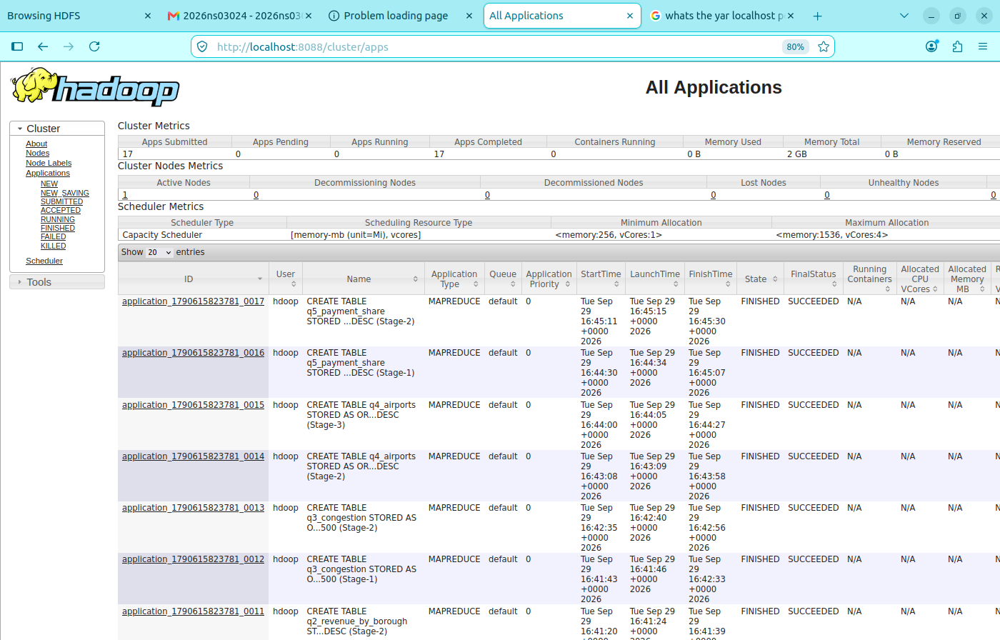 Browsing HDFS
2026ns03024 - 2026ns03
Problem loading page
All Applications
whats the yar localhost p
http://localhost:8088/cluster/apps
80%
hadoop
All Applications
Cluster
About
Nodes
Node Labels
Applications
NEW
NEW_SAVING
SUBMITTED
ACCEPTED
RUNNING
FINISHED
FAILED
KILLED
Scheduler
Tools
Cluster Metrics
Apps Submitted Apps Pending Apps Running Apps Completed Containers Running Memory Used Memory Total Memory Reserved
17 0 0 17 0 0 B 2 GB 0 B
Cluster Nodes Metrics
Active Nodes Decommissioning Nodes Decommissioned Nodes Lost Nodes Unhealthy Nodes
1 0 0 0 0 0
Scheduler Metrics
Scheduler Type Scheduling Resource Type Minimum Allocation Maximum Allocation
Capacity Scheduler [memory-mb (unit=Mi), vcores] <memory:256, vCores:1> <memory:1536, vCores:4>
Show 20 entries
ID User Name Application Type Queue Application Priority StartTime LaunchTime FinishTime State FinalStatus Running Containers Allocated CPU VCores Allocated Memory MB
application_1790615823781_0017 hdoop CREATE TABLE q5_payment_share STORED ...DESC (Stage-2) MAPREDUCE default 0 Tue Sep 29 16:45:11 +0000 2026 Tue Sep 29 16:45:15 +0000 2026 Tue Sep 29 16:45:30 +0000 2026 FINISHED SUCCEEDED N/A N/A N/A
application_1790615823781_0016 hdoop CREATE TABLE q5_payment_share STORED ...DESC (Stage-1) MAPREDUCE default 0 Tue Sep 29 16:44:30 +0000 2026 Tue Sep 29 16:44:34 +0000 2026 Tue Sep 29 16:45:07 +0000 2026 FINISHED SUCCEEDED N/A N/A N/A
application_1790615823781_0015 hdoop CREATE TABLE q4_airports STORED AS OR...DESC (Stage-3) MAPREDUCE default 0 Tue Sep 29 16:44:00 +0000 2026 Tue Sep 29 16:44:05 +0000 2026 Tue Sep 29 16:44:27 +0000 2026 FINISHED SUCCEEDED N/A N/A N/A
application_1790615823781_0014 hdoop CREATE TABLE q4_airports STORED AS OR...DESC (Stage-2) MAPREDUCE default 0 Tue Sep 29 16:43:08 +0000 2026 Tue Sep 29 16:43:09 +0000 2026 Tue Sep 29 16:43:58 +0000 2026 FINISHED SUCCEEDED N/A N/A N/A
application_1790615823781_0013 hdoop CREATE TABLE q3_congestion STORED AS O...500 (Stage-2) MAPREDUCE default 0 Tue Sep 29 16:42:35 +0000 2026 Tue Sep 29 16:42:40 +0000 2026 Tue Sep 29 16:42:56 +0000 2026 FINISHED SUCCEEDED N/A N/A N/A
application_1790615823781_0012 hdoop CREATE TABLE q3_congestion STORED AS O...500 (Stage-1) MAPREDUCE default 0 Tue Sep 29 16:41:43 +0000 2026 Tue Sep 29 16:41:46 +0000 2026 Tue Sep 29 16:42:33 +0000 2026 FINISHED SUCCEEDED N/A N/A N/A
application_1790615823781_0011 hdoop CREATE TABLE q2_revenue_by_borough ST...DESC (Stage-2) MAPREDUCE default 0 Tue Sep 29 16:41:20 Tue Sep 29 16:41:24 +0000 Tue Sep 29 16:41:39 FINISHED SUCCEEDED N/A N/A N/A